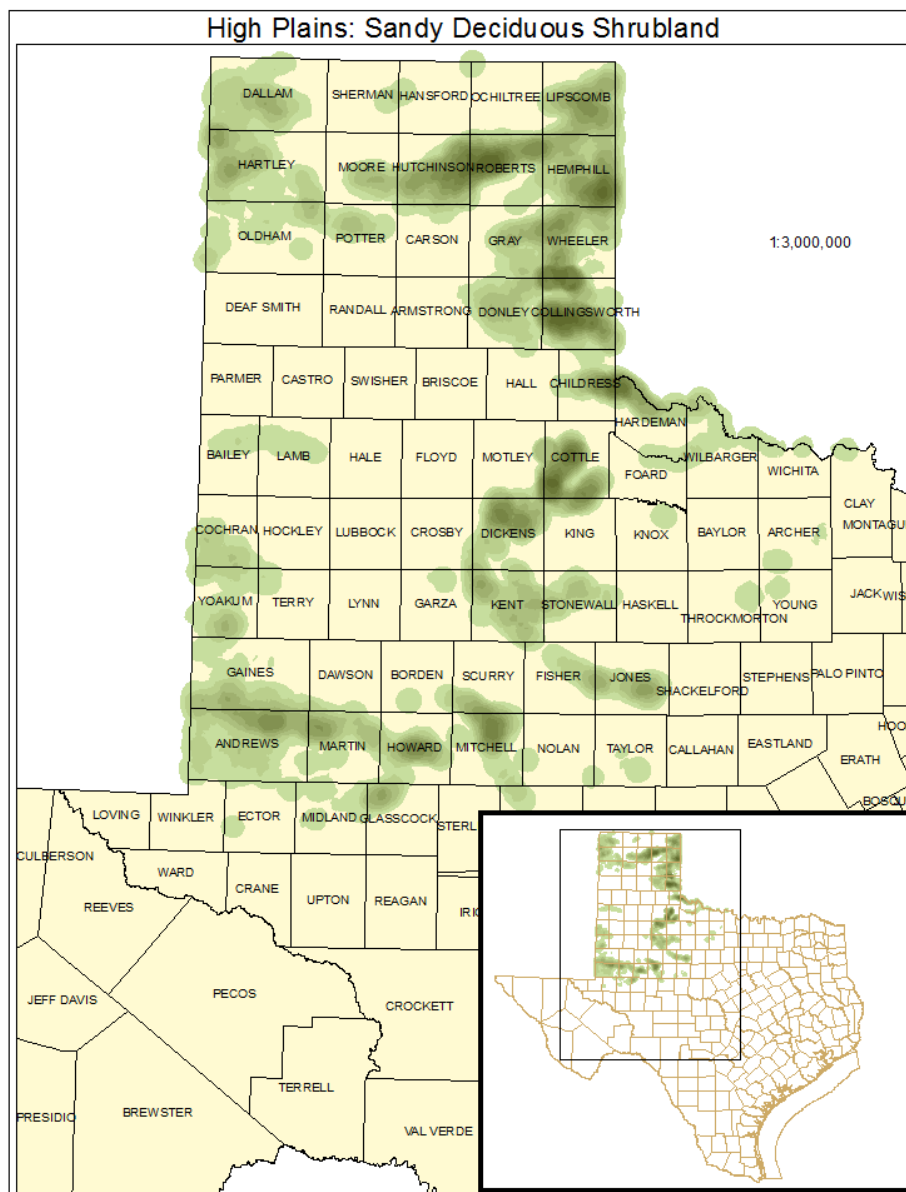 High Plains: Sandy Deciduous Shrubland
DALLAM SHERMAN HANSFORD OCHILTREE LIPSCOMB
HARTLEY MOORE HUTCHINSON ROBERTS HEMPHILL
OLDHAM POTTER CARSON GRAY WHEELER 1:3,000,000
DEAF SMITH RANDALL ARMSTRONG DONLEY COLLINGSWORTH
PARMER CASTRO SWISHER BRISCOE HALL CHILDRESS
HARDEMAN
BAILEY LAMB HALE FLOYD MOTLEY COTTLE WILBARGER
FOARD WICHITA
CLAY
COCHRAN HOCKLEY LUBBOCK CROSBY DICKENS KING KNOX BAYLOR ARCHER MONTAGU
YOAKUM TERRY LYNN GARZA KENT STONEWALL HASKELL YOUNG JACK WIS
THROCKMORTON
GAINES DAWSON BORDEN SCURRY FISHER JONES STEPHENS PALO PINTO
SHACKELFORD
HOO
ANDREWS MARTIN HOWARD MITCHELL NOLAN TAYLOR CALLAHAN EASTLAND
ERATH
BOSQU
LOVING WINKLER ECTOR MIDLAND GLASSCOCK STERL
CULBERSON
WARD
CRANE
REEVES UPTON REAGAN IRIO
PECOS
JEFF DAVIS CROCKETT
TERRELL
PRESIDIO BREWSTER
VAL VERDE